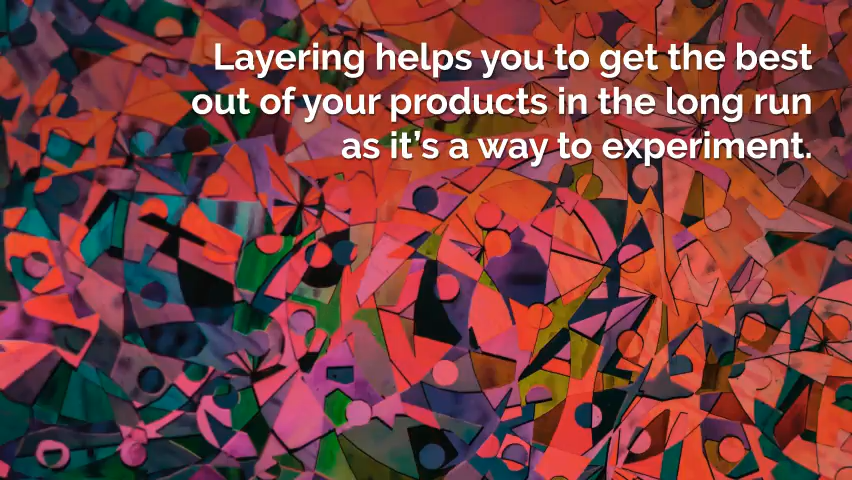 Layering helps you to get the best
out of your products in the long run
as it’s a way to experiment.